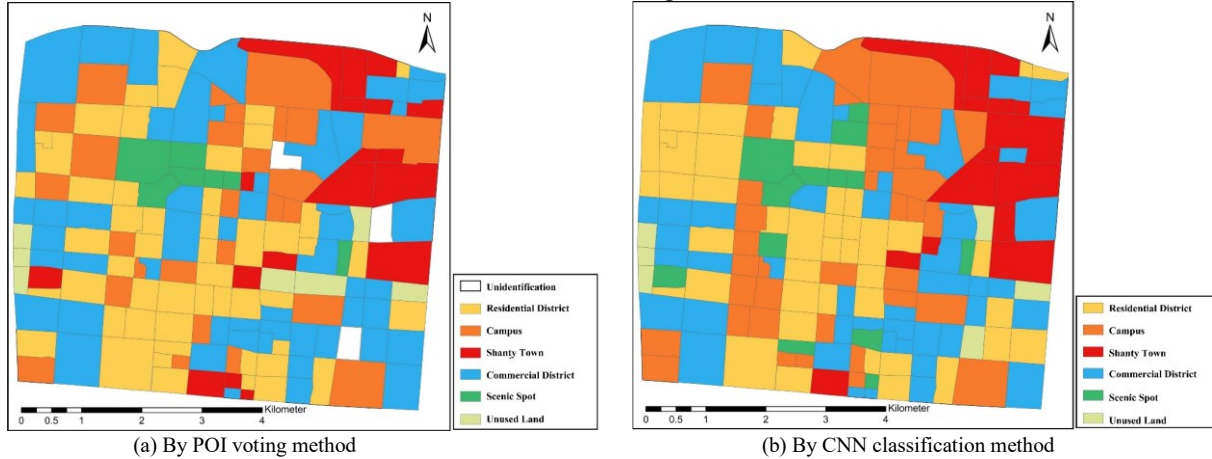 N
Unidentification
Residential District
Campus
Shanty Town
Commercial District
Scenic Spot
Unused Land
Kilometer
0 0.5 1 2 3 4
(a) By POI voting method
N
Residential District
Campus
Shanty Town
Commercial District
Scenic Spot
Unused Land
Kilometer
0 0.5 1 2 3 4
(b) By CNN classification method